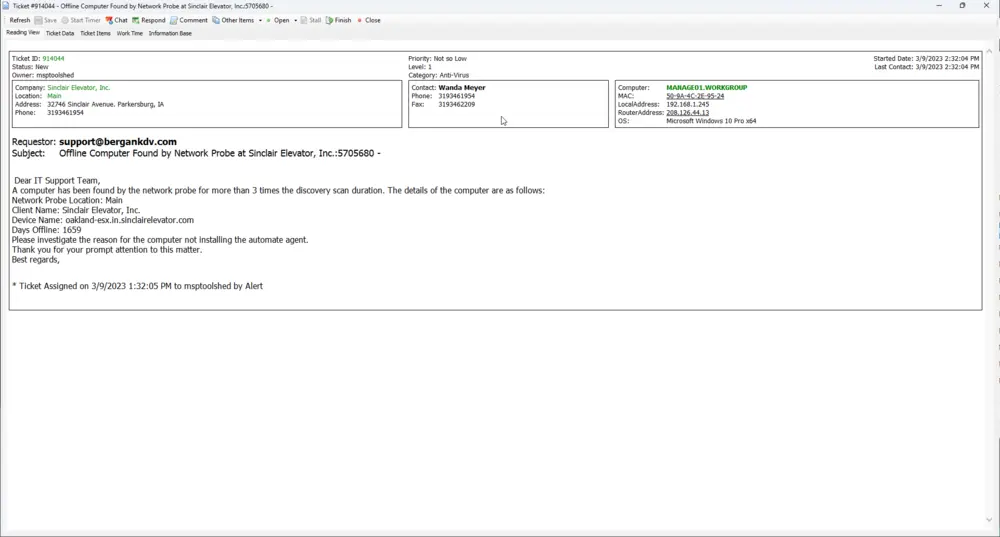 Ticket #914044 - Offline Computer Found by Network Probe at Sinclair Elevator, Inc.:5705680 -
Refresh Save Start Timer Chat Respond Comment Other Items Open Stall Finish Close
Reading View Ticket Data Ticket Items Work Time Information Base
Ticket ID: 914044
Status: New
Owner: msptoolshed
Priority: Not so Low
Level: 1
Category: Anti-Virus
Started Date: 3/9/2023 2:32:04 PM
Last Contact: 3/9/2023 2:32:04 PM
Company: Sinclair Elevator, Inc.
Location: Main
Address: 32746 Sinclair Avenue. Parkersburg, IA
Phone: 3193461954
Contact: Wanda Meyer
Phone: 3193461954
Fax: 3193462209
Computer: MANAGE01.WORKGROUP
MAC: 50-9A-4C-2E-95-24
LocalAddress: 192.168.1.245
RouterAddress: 208.126.44.13
OS: Microsoft Windows 10 Pro x64
Requestor: support@bergankdv.com
Subject: Offline Computer Found by Network Probe at Sinclair Elevator, Inc.:5705680 -
Dear IT Support Team,
A computer has been found by the network probe for more than 3 times the discovery scan duration. The details of the computer are as follows:
Network Probe Location: Main
Client Name: Sinclair Elevator, Inc.
Device Name: oakland-esx.in.sinclairelevator.com
Days Offline: 1659
Please investigate the reason for the computer not installing the automate agent.
Thank you for your prompt attention to this matter.
Best regards,
* Ticket Assigned on 3/9/2023 1:32:05 PM to msptoolshed by Alert